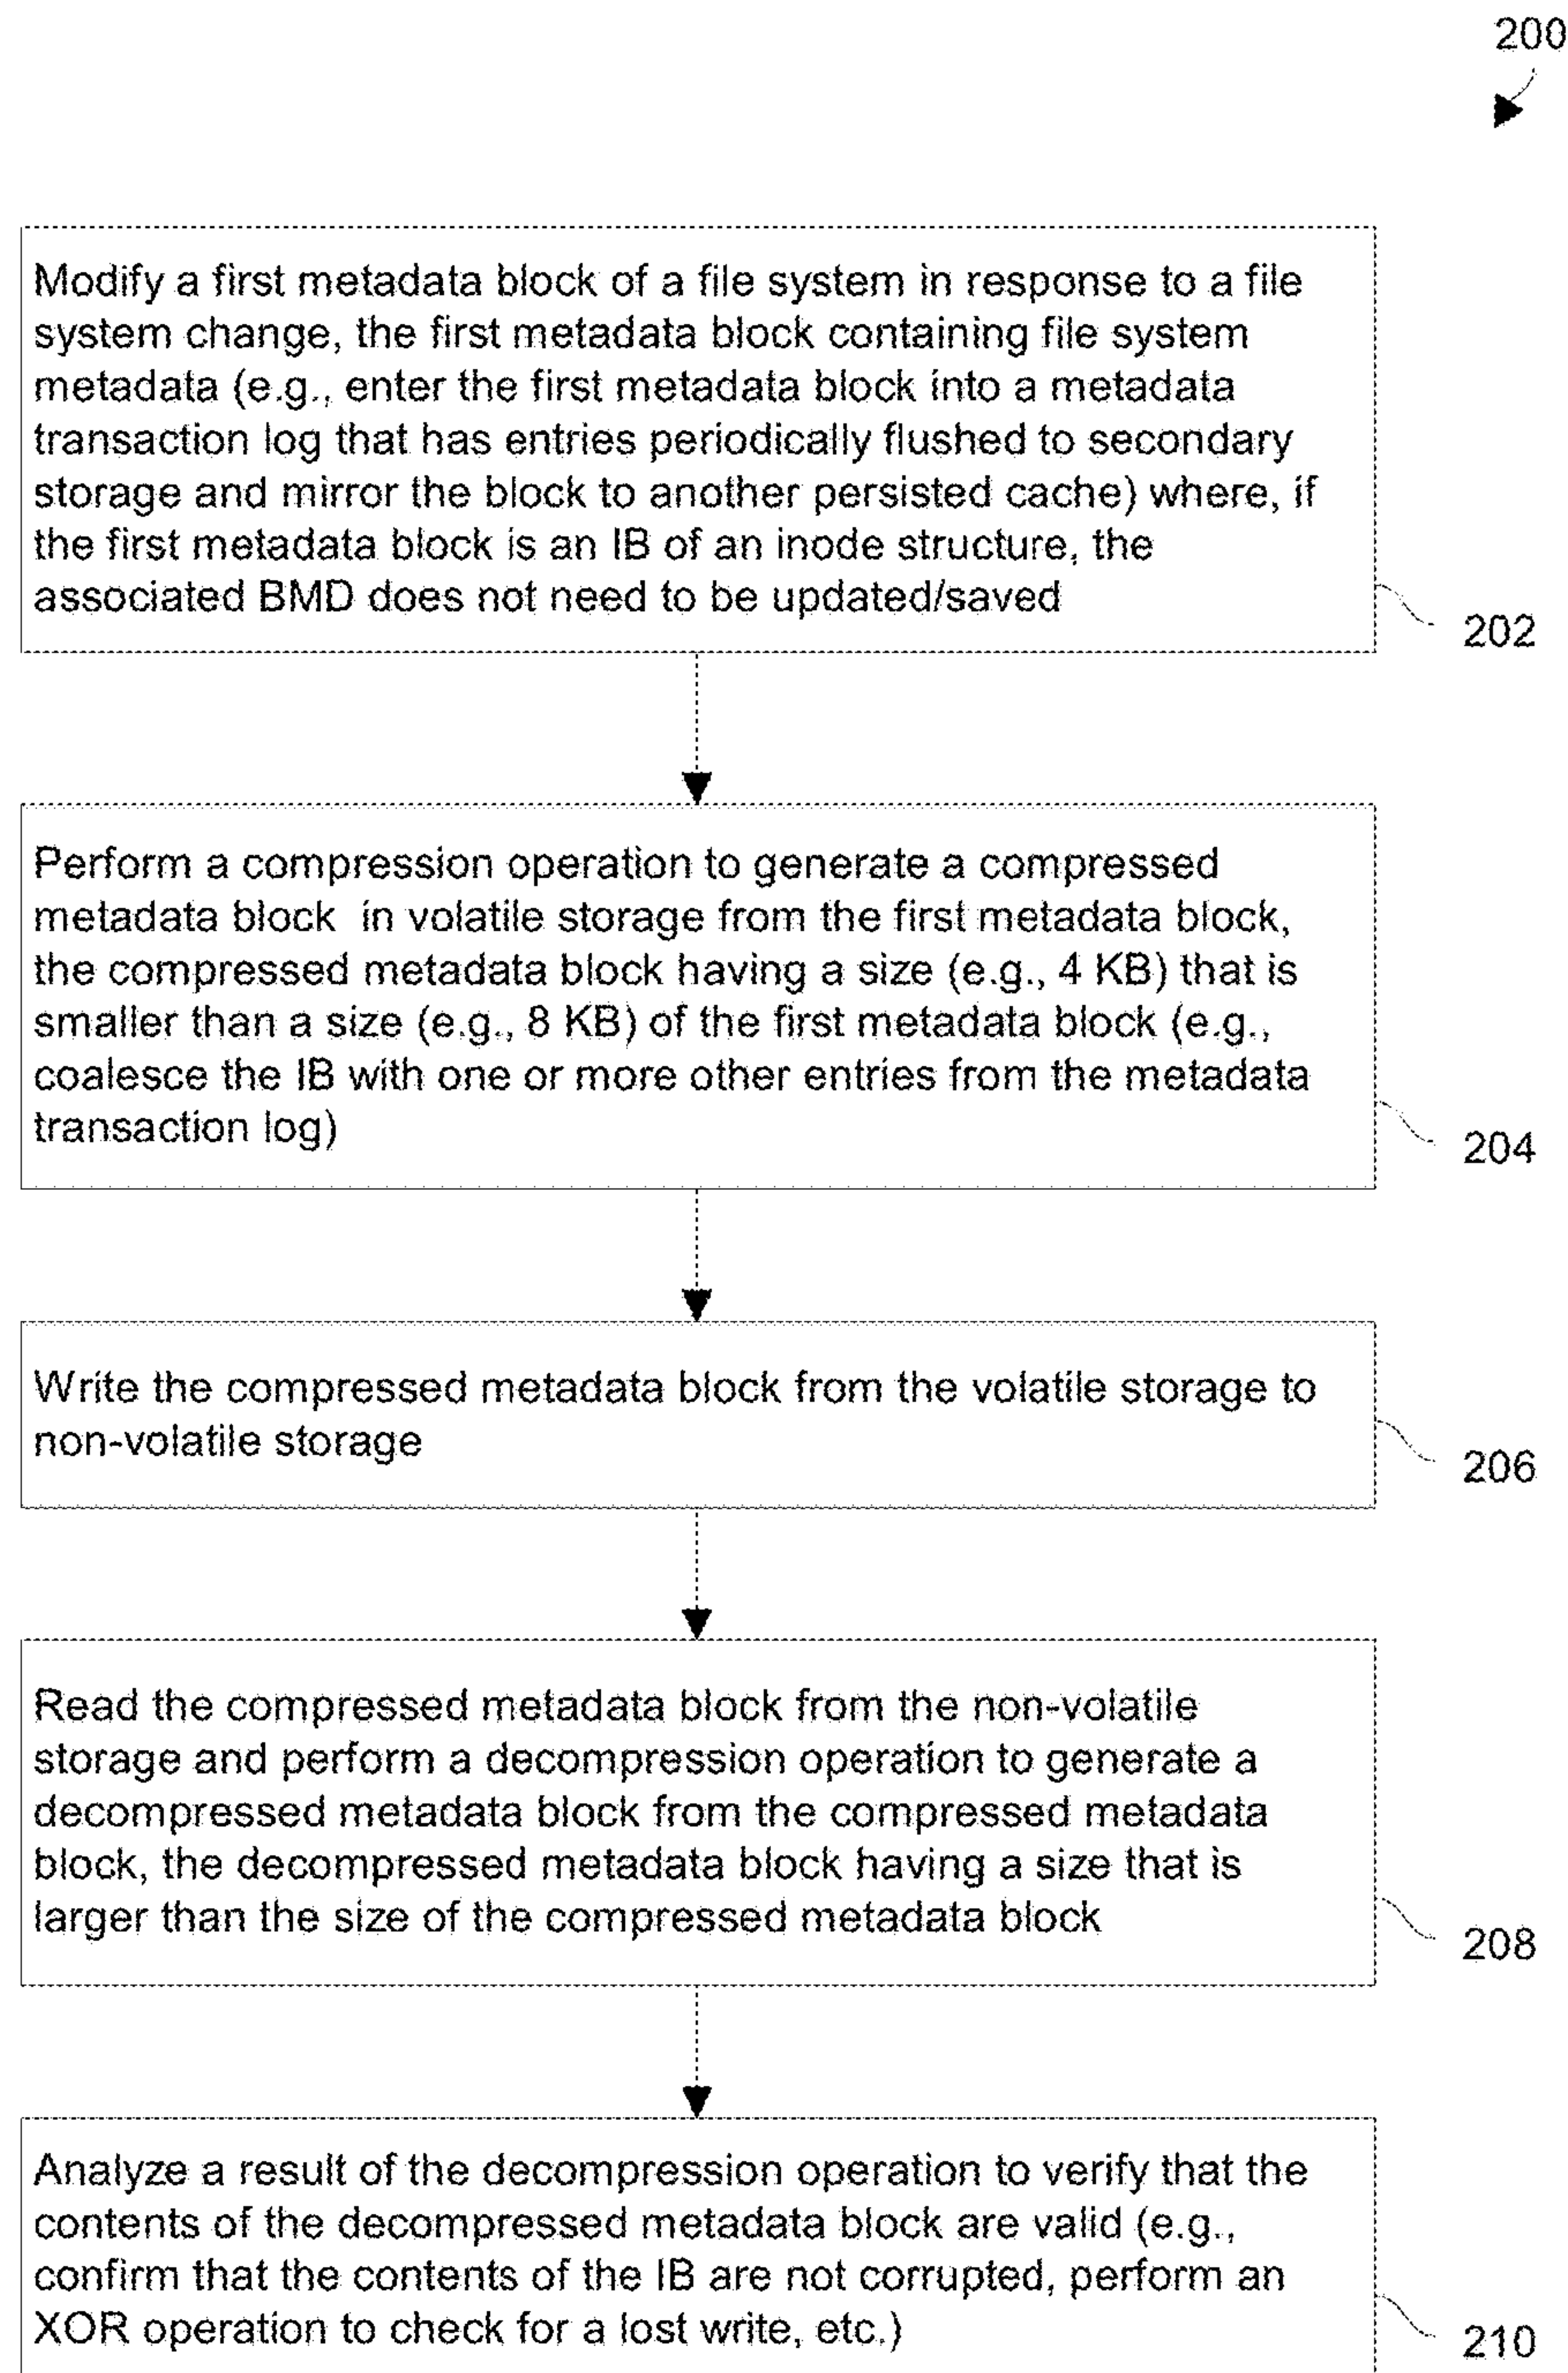 200
Modify a first metadata block of a file system in response to a file
system change, the first metadata block containing file system
metadata (e.g., enter the first metadata block into a metadata
transaction log that has entries periodically flushed to secondary
storage and mirror the block to another persisted cache) where, if
the first metadata block is an IB of an inode structure, the
associated BMD does not need to be updated/saved
202
Perform a compression operation to generate a compressed
metadata block in volatile storage from the first metadata block,
the compressed metadata block having a size (e.g., 4 KB) that is
smaller than a size (e.g., 8 KB) of the first metadata block (e.g.,
coalesce the IB with one or more other entries from the metadata
transaction log)
204
Write the compressed metadata block from the volatile storage to
non-volatile storage
206
Read the compressed metadata block from the non-volatile
storage and perform a decompression operation to generate a
decompressed metadata block from the compressed metadata
block, the decompressed metadata block having a size that is
larger than the size of the compressed metadata block
208
Analyze a result of the decompression operation to verify that the
contents of the decompressed metadata block are valid (e.g.,
confirm that the contents of the IB are not corrupted, perform an
XOR operation to check for a lost write, etc.)
210